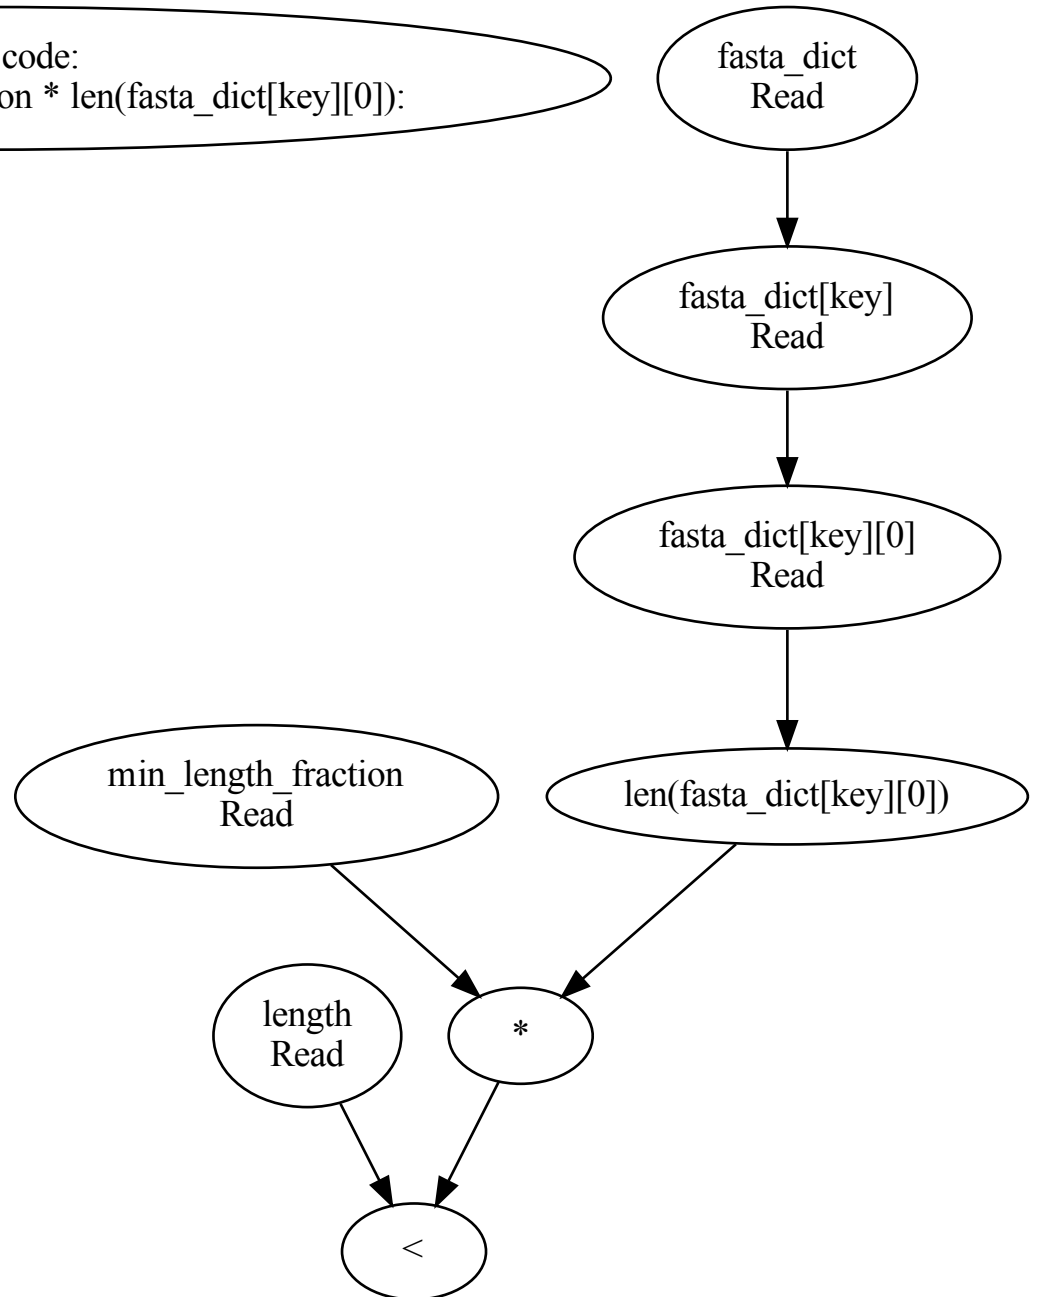 code:
on * len(fasta_dict[key][0]):
fasta_dict
Read
fasta_dict[key]
Read
fasta_dict[key][0]
Read
min_length_fraction
Read
len(fasta_dict[key][0])
length
Read
*
<